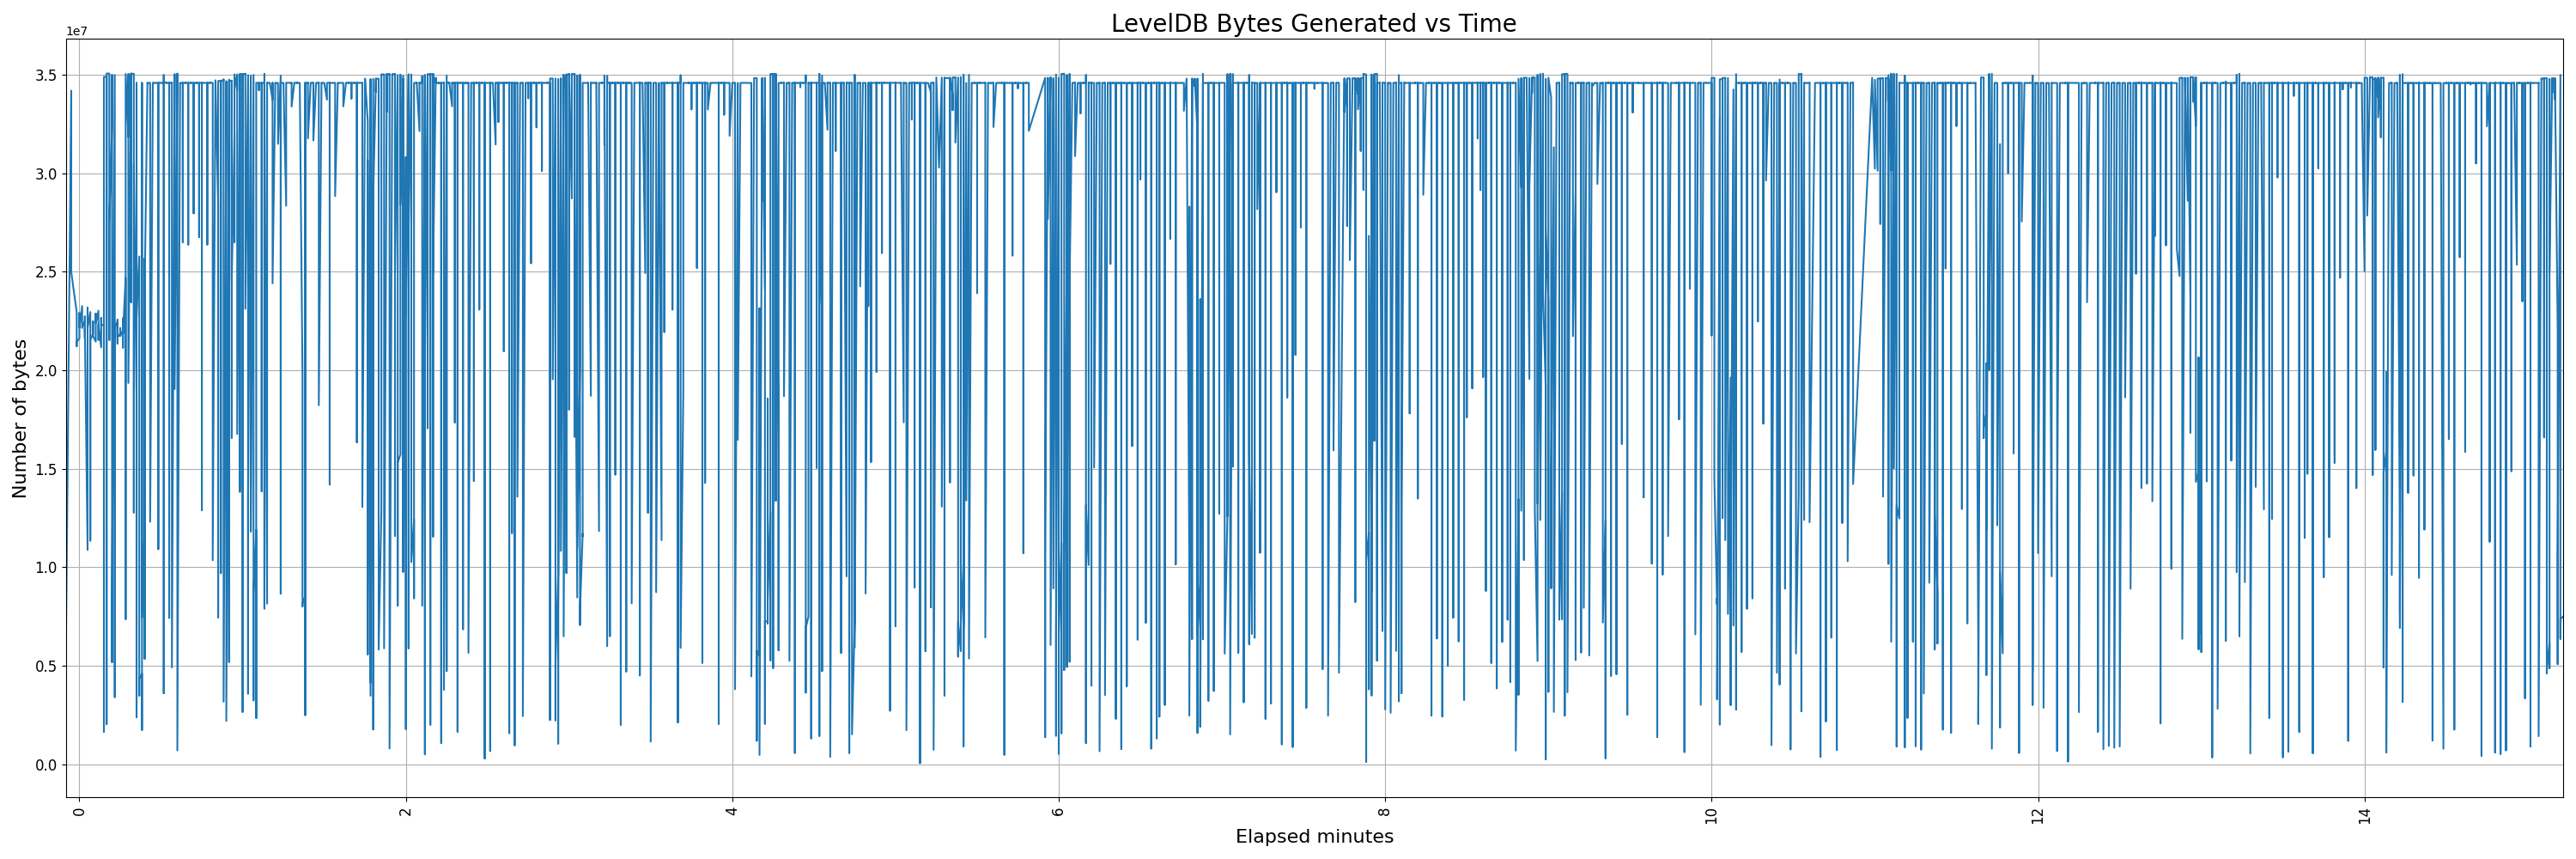 LevelDB Bytes Generated vs Time
1e7
3.5
3.0
2.5
2.0
1.5
1.0
0.5
0.0
Number of bytes
0 2 4 6 8 10 12 14
Elapsed minutes